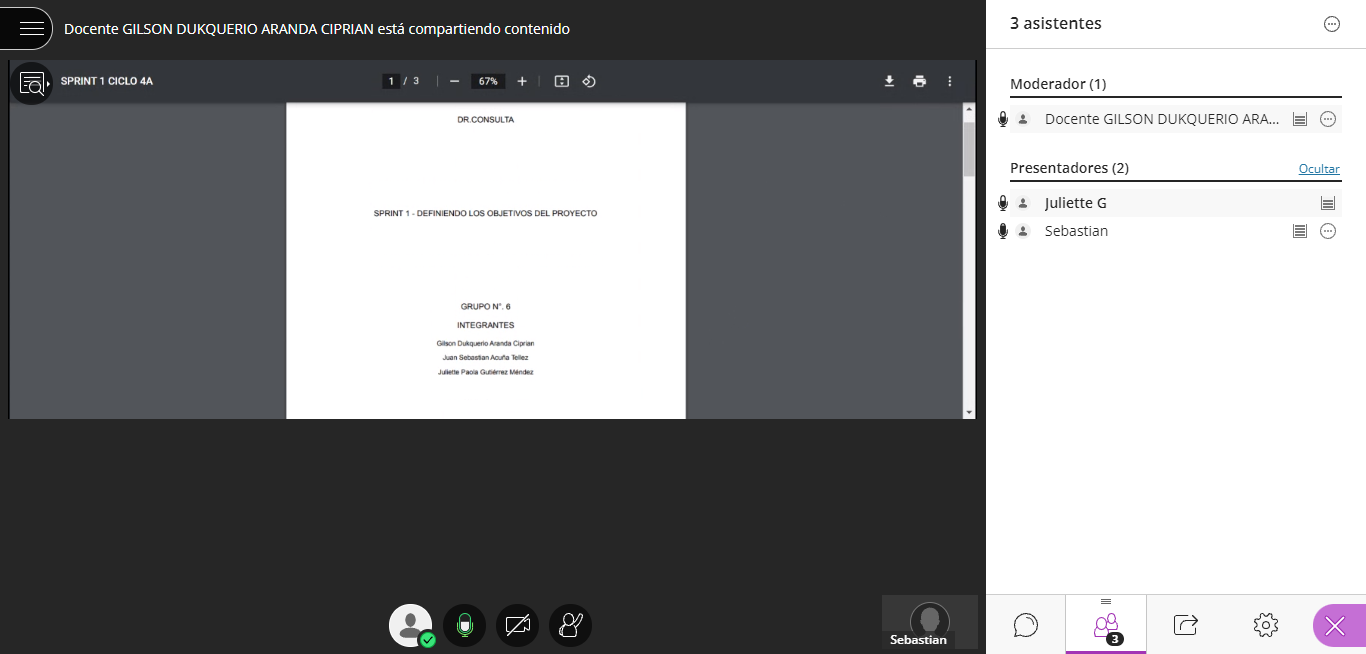 Docente GILSON DUKQUERIO ARANDA CIPRIAN está compartiendo contenido
SPRINT 1 CICLO 4A
1 / 3
67%
DR.CONSULTA
SPRINT 1 - DEFINIENDO LOS OBJETIVOS DEL PROYECTO
GRUPO N°. 6
INTEGRANTES
Gilson Dukquerio Aranda Ciprian
Juan Sebastian Acuña Tellez
Juliette Paola Gutiérrez Méndez
Sebastian
3 asistentes
Moderador (1)
Docente GILSON DUKQUERIO ARA...
Presentadores (2)
Ocultar
Juliette G
Sebastian
3